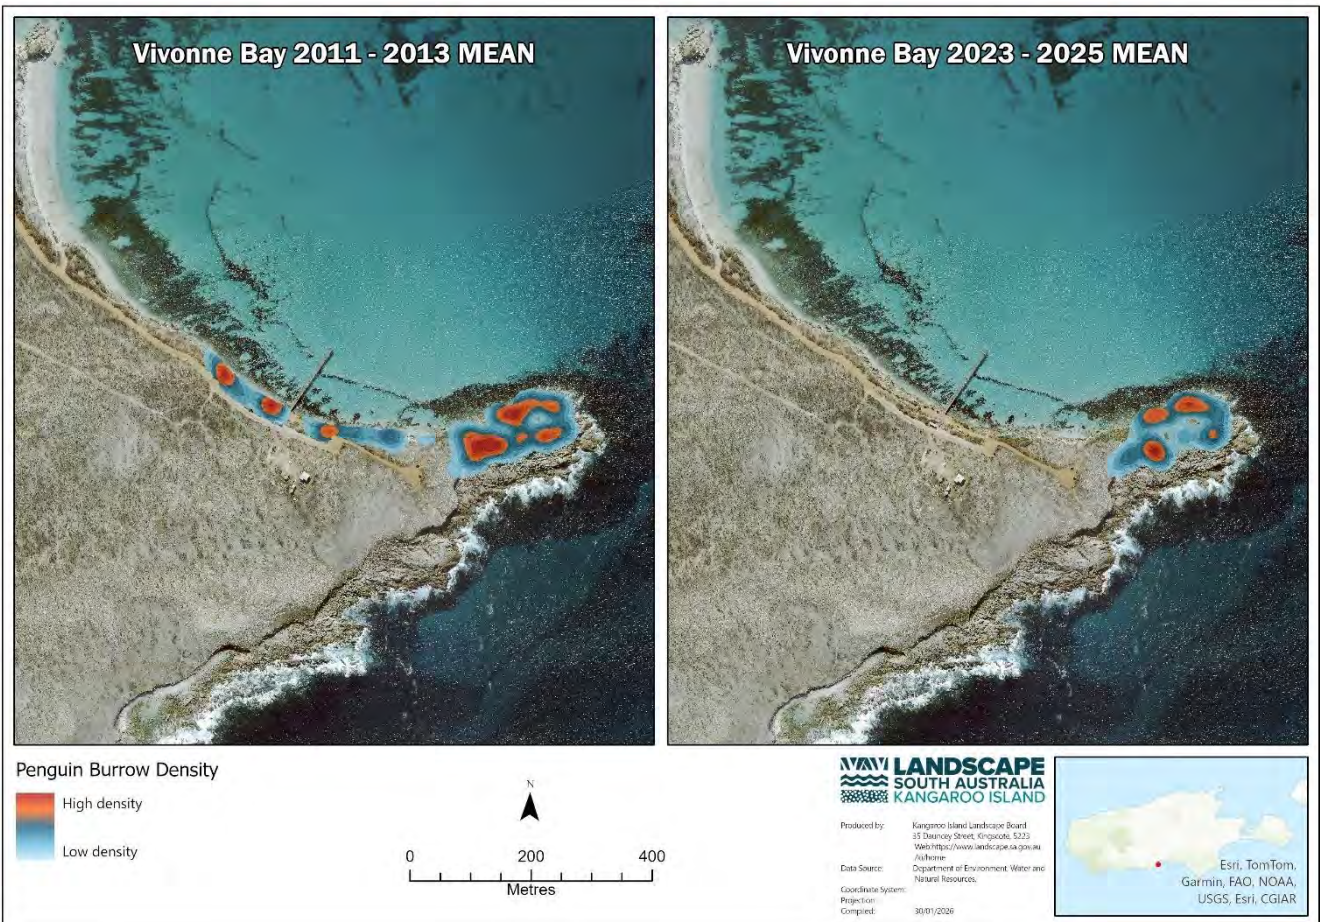 Vivonne Bay 2011 - 2013 MEAN
Vivonne Bay 2023 - 2025 MEAN
Penguin Burrow Density
High density
Low density
N
0 200 400
Metres
LANDSCAPE
SOUTH AUSTRALIA
KANGAROO ISLAND
Produced by: Kangaroo Island Landscape Board
35 Dauncey Street, Kingscote, 5223
Web:https://www.landscape.sa.gov.au
/ki/home
Data Source: Department of Environment, Water and
Natural Resources.
Coordinate System:
Projection:
Compiled: 30/01/2026
Esri, TomTom,
Garmin, FAO, NOAA,
USGS, Esri, CGIAR